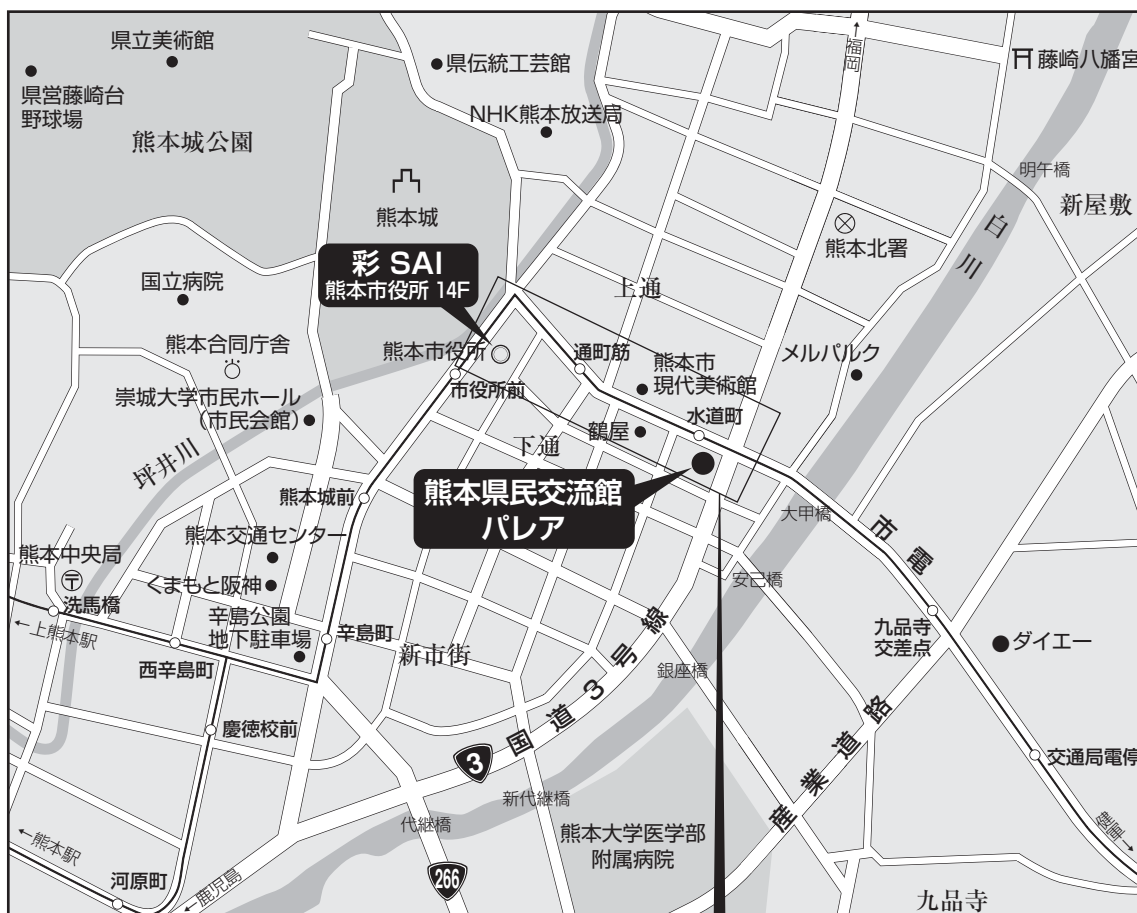 県立美術館
県営藤崎台
野球場
熊本城公園
県伝統工芸館
NHK熊本放送局
←福岡
藤崎八幡宮
明午橋
新屋敷
白川
熊本北署
熊本城
彩 SAI
熊本市役所 14F
国立病院
上通
熊本合同庁舎
熊本市役所
市役所前
通町筋
熊本市
現代美術館
メルパルク
崇城大学市民ホール
(市民会館)
鶴屋
水道町
下通
坪井川
熊本城前
熊本県民交流館
パレア
大甲橋
市電
熊本交通センター
熊本中央局
くまもと阪神
安己橋
洗馬橋
←上熊本駅
辛島公園
地下駐車場
辛島町
西辛島町
新市街
国道3号線
銀座橋
九品寺
交差点
ダイエー
慶徳校前
3
産業道路
交通局電停
新代継橋
代継橋
熊本大学医学部
附属病院
健軍→
←熊本駅
266
河原町
←鹿児島
九品寺